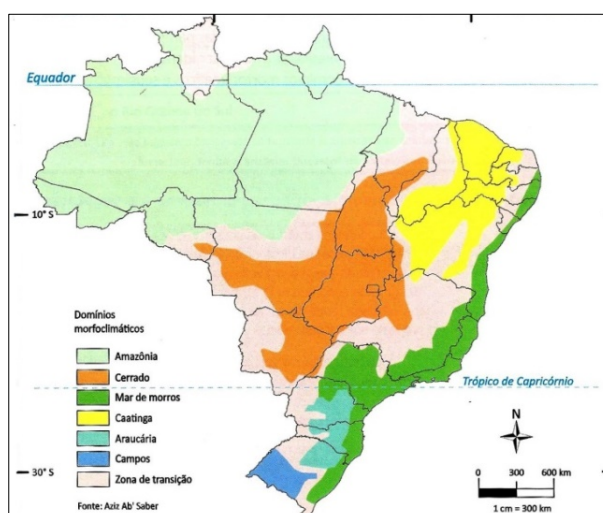 Equador
10° S
Domínios
morfoclimáticos
Amazônia
Cerrado
Mar de morros
Caatinga
Araucária
Campos
Zona de transição
Trópico de Capricórnio
N
30° S
0 300 600 km
1 cm = 300 km
Fonte: Aziz Ab' Saber